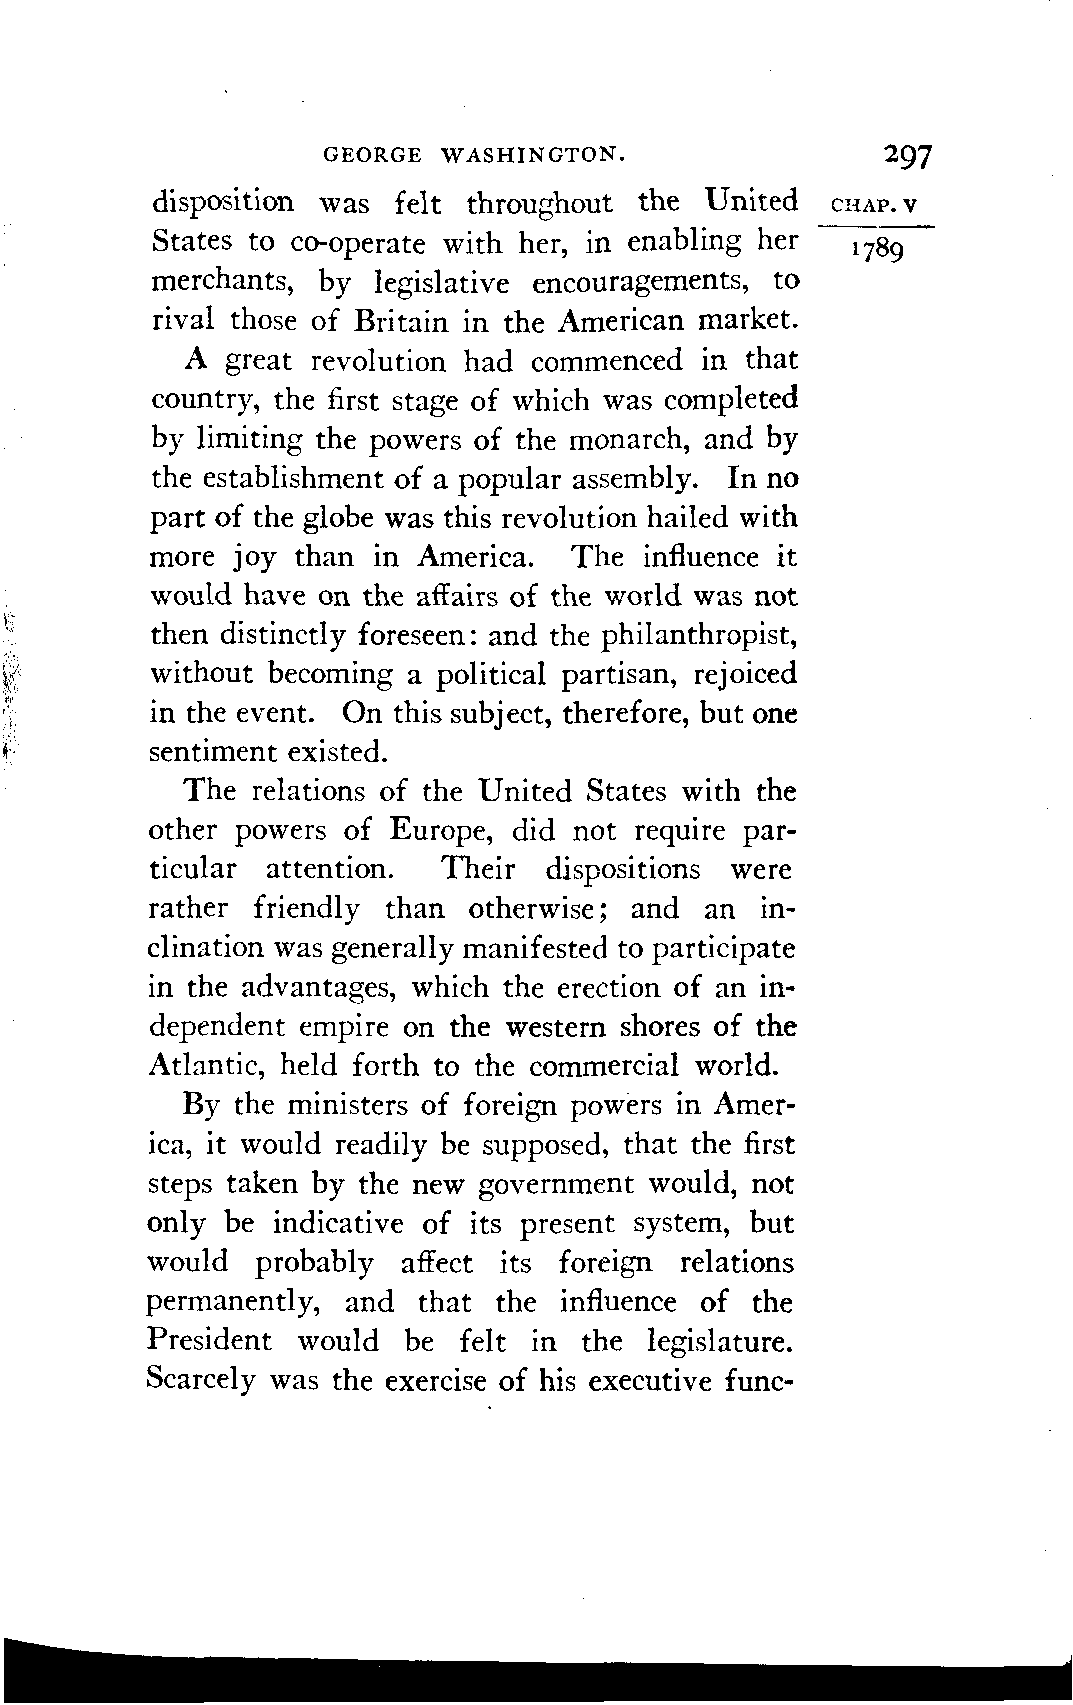 GEORGE WASHINGTON. 297
disposition was felt throughout the United
CHAP. V
States to co-operate with her, in enabling her
1789
merchants, by legislative encouragements, to
rival those of Britain in the American market.
A great revolution had commenced in that
country, the first stage of which was completed
by limiting the powers of the monarch, and by
the establishment of a popular assembly. In no
part of the globe was this revolution hailed with
more joy than in America. The influence it
would have on the affairs of the world was not
then distinctly foreseen: and the philanthropist,
without becoming a political partisan, rejoiced
in the event. On this subject, therefore, but one
sentiment existed.
The relations of the United States with the
other powers of Europe, did not require par-
ticular attention. Their dispositions were
rather friendly than otherwise; and an in-
clination was generally manifested to participate
in the advantages, which the erection of an in-
dependent empire on the western shores of the
Atlantic, held forth to the commercial world.
By the ministers of foreign powers in Amer-
ica, it would readily be supposed, that the first
steps taken by the new government would, not
only be indicative of its present system, but
would probably affect its foreign relations
permanently, and that the influence of the
President would be felt in the legislature.
Scarcely was the exercise of his executive func-